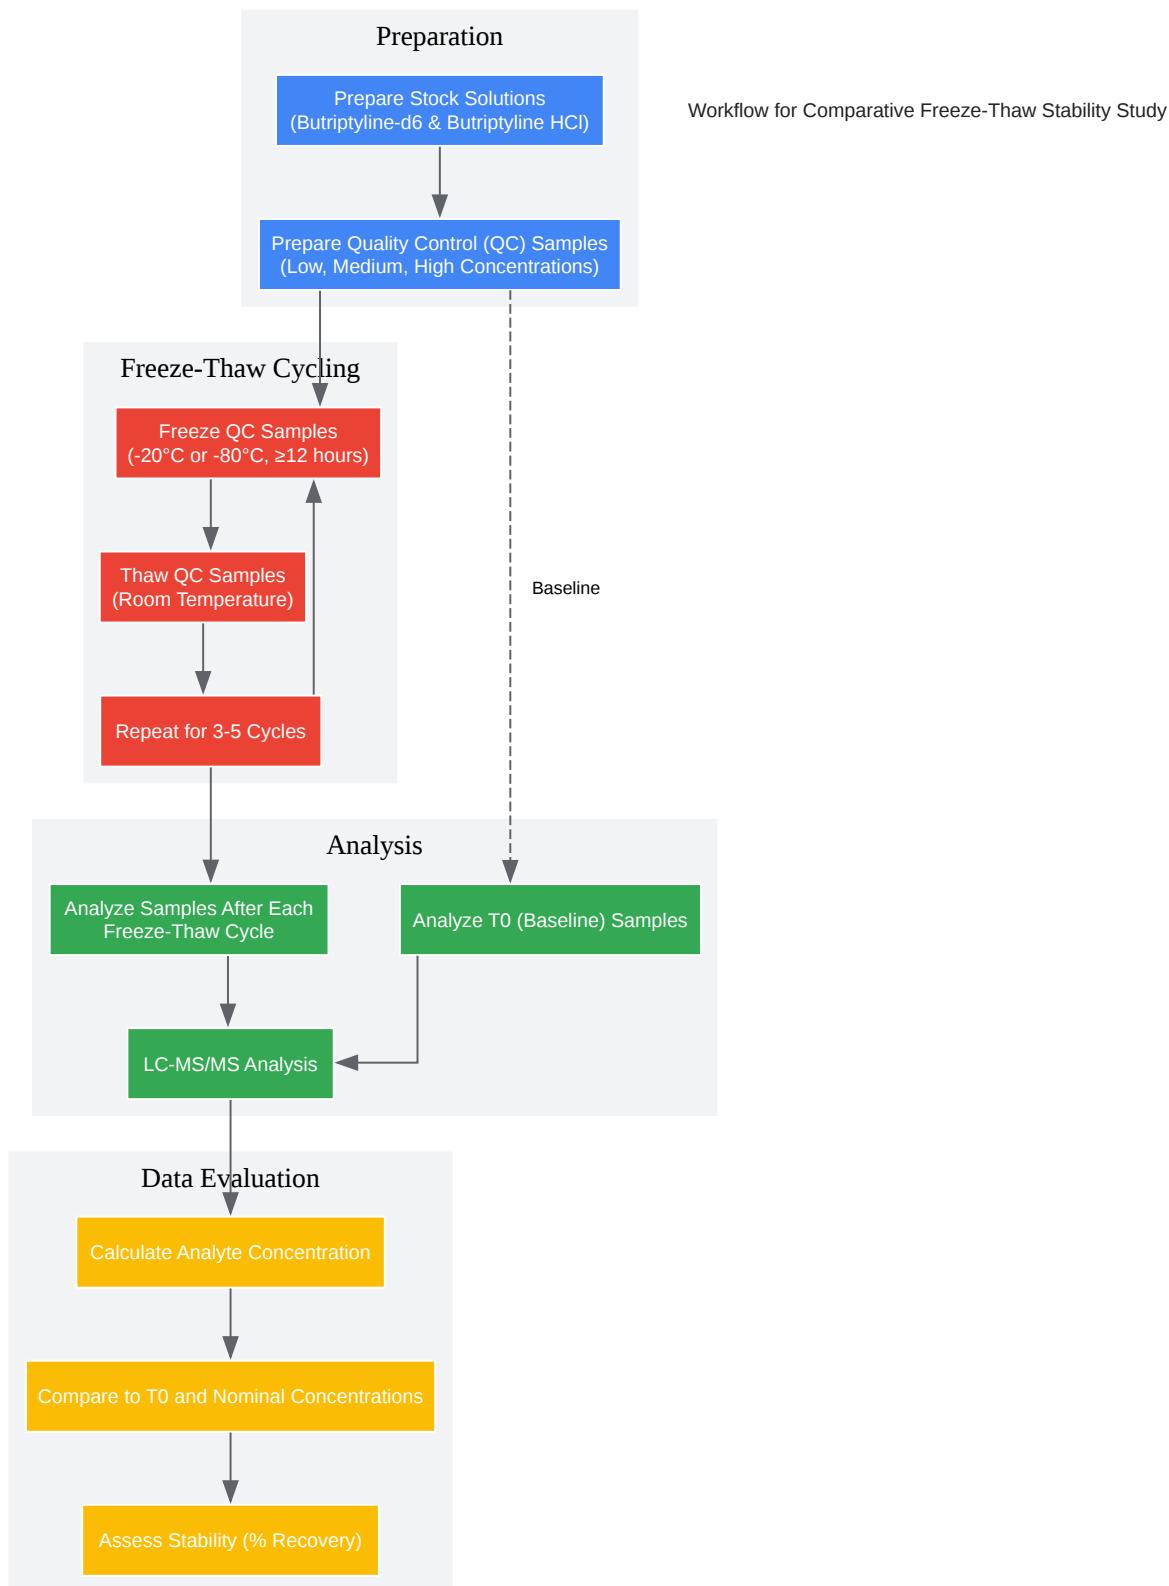 Preparation
Prepare Stock Solutions
(Butriptyline-d6 & Butriptyline HCl)
Workflow for Comparative Freeze-Thaw Stability Study
Prepare Quality Control (QC) Samples
(Low, Medium, High Concentrations)
Freeze-Thaw Cycling
Freeze QC Samples
(-20°C or -80°C, ≥12 hours)
Thaw QC Samples
(Room Temperature)
Baseline
Repeat for 3-5 Cycles
Analysis
Analyze Samples After Each
Freeze-Thaw Cycle
Analyze T0 (Baseline) Samples
LC-MS/MS Analysis
Data Evaluation
Calculate Analyte Concentration
Compare to T0 and Nominal Concentrations
Assess Stability (% Recovery)